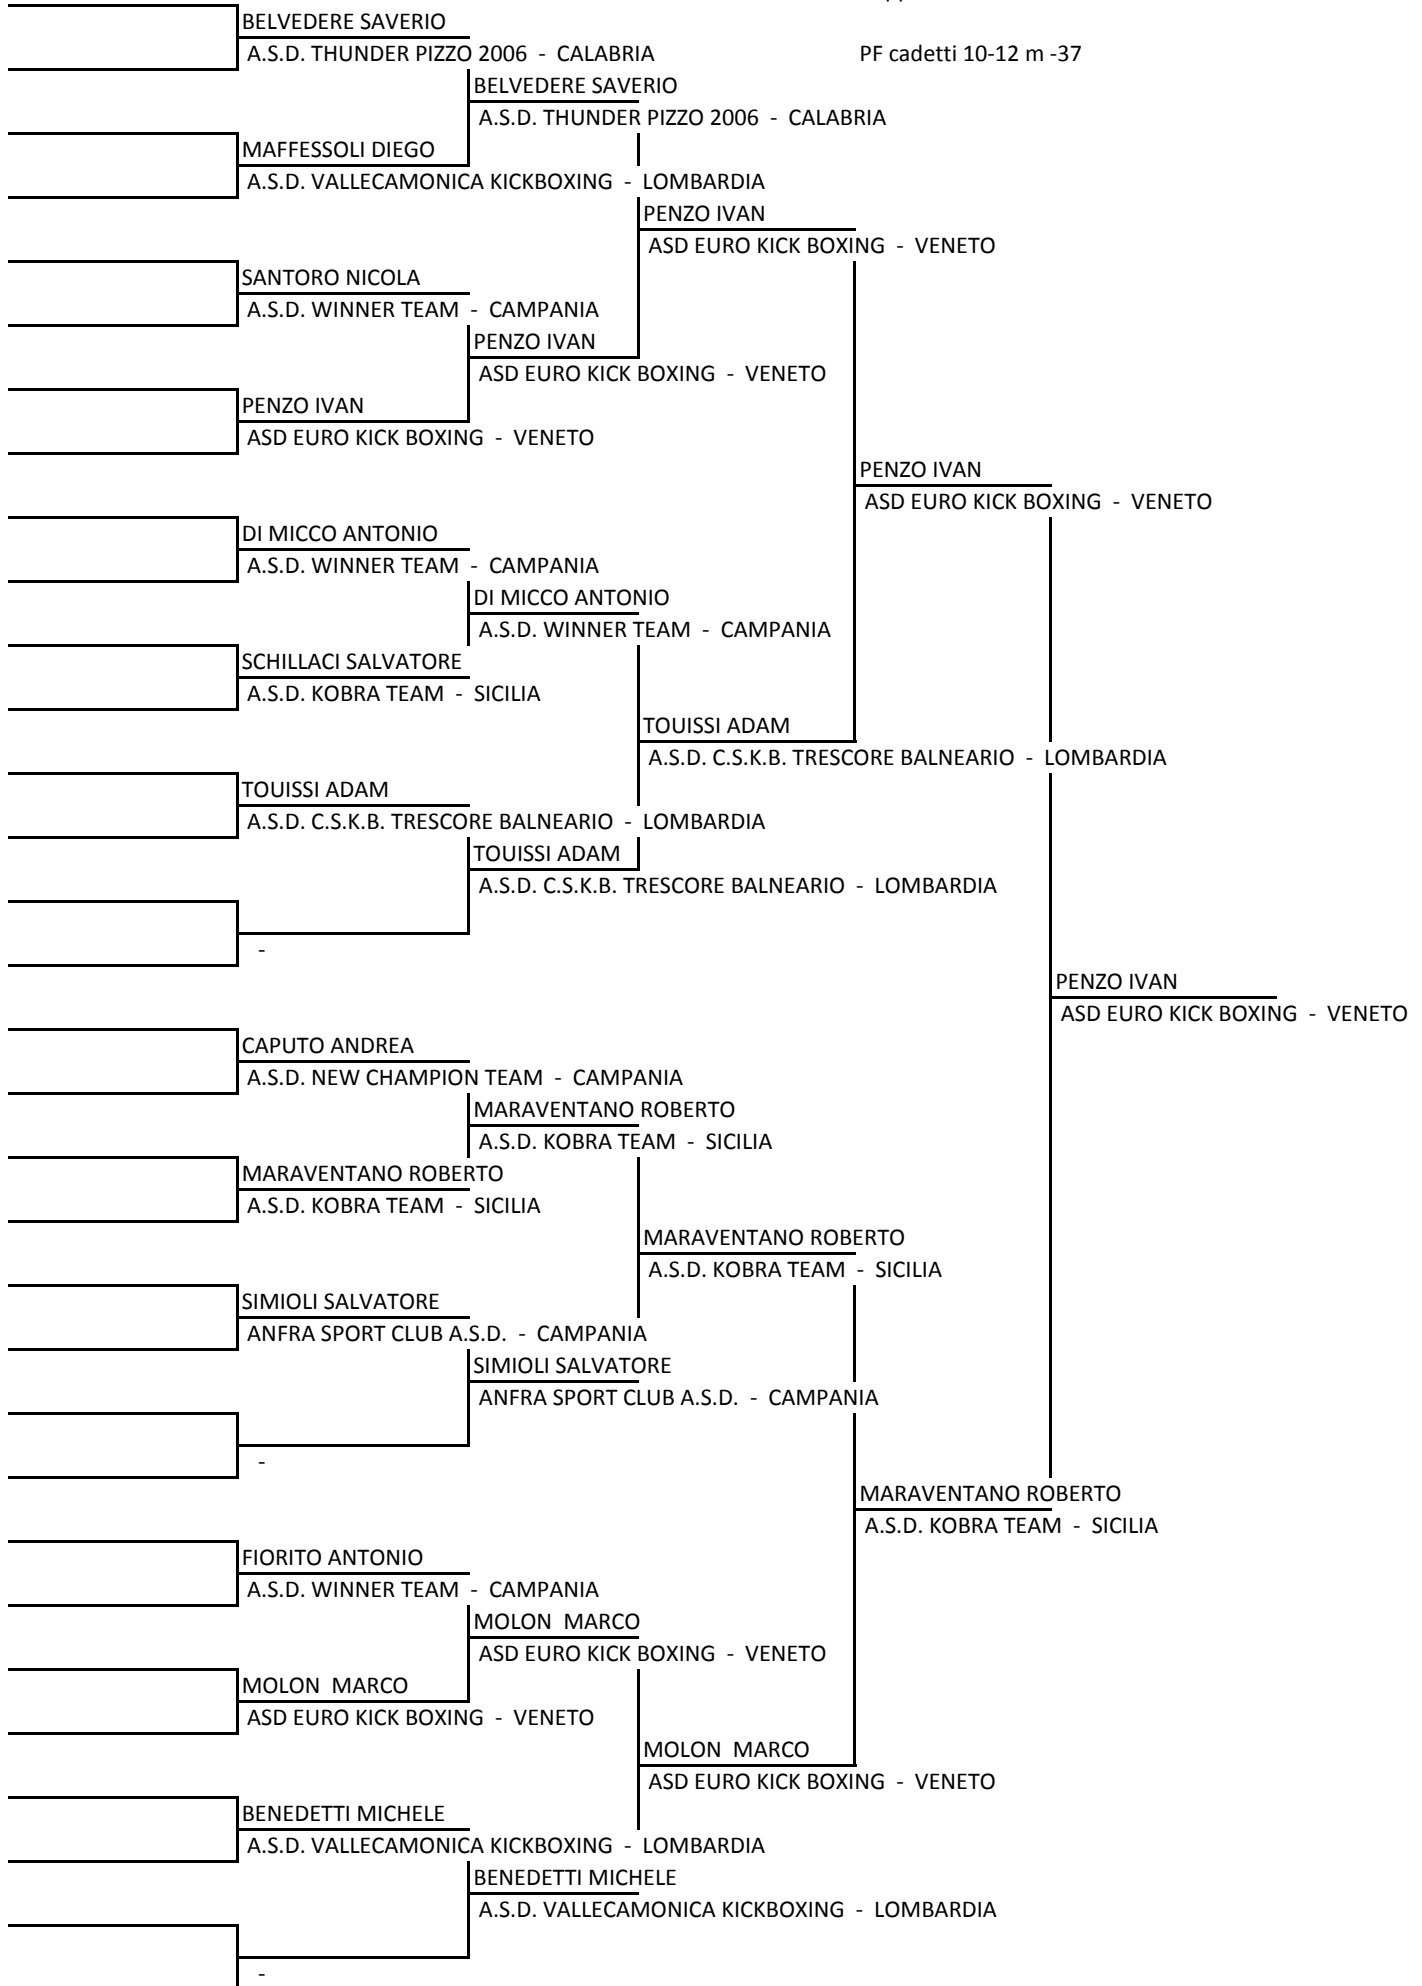 BELVEDERE SAVERIO
A.S.D. THUNDER PIZZO 2006 - CALABRIA
PF cadetti 10-12 m -37
BELVEDERE SAVERIO
A.S.D. THUNDER PIZZO 2006 - CALABRIA
MAFFESSOLI DIEGO
A.S.D. VALLECAMONICA KICKBOXING - LOMBARDIA
PENZO IVAN
ASD EURO KICK BOXING - VENETO
SANTORO NICOLA
A.S.D. WINNER TEAM - CAMPANIA
PENZO IVAN
ASD EURO KICK BOXING - VENETO
PENZO IVAN
ASD EURO KICK BOXING - VENETO
PENZO IVAN
ASD EURO KICK BOXING - VENETO
DI MICCO ANTONIO
A.S.D. WINNER TEAM - CAMPANIA
DI MICCO ANTONIO
A.S.D. WINNER TEAM - CAMPANIA
SCHILLACI SALVATORE
A.S.D. KOBRA TEAM - SICILIA
TOUISSI ADAM
A.S.D. C.S.K.B. TRESCORE BALNEARIO - LOMBARDIA
TOUISSI ADAM
A.S.D. C.S.K.B. TRESCORE BALNEARIO - LOMBARDIA
TOUISSI ADAM
A.S.D. C.S.K.B. TRESCORE BALNEARIO - LOMBARDIA
-
PENZO IVAN
ASD EURO KICK BOXING - VENETO
CAPUTO ANDREA
A.S.D. NEW CHAMPION TEAM - CAMPANIA
MARAVENTANO ROBERTO
A.S.D. KOBRA TEAM - SICILIA
MARAVENTANO ROBERTO
A.S.D. KOBRA TEAM - SICILIA
MARAVENTANO ROBERTO
A.S.D. KOBRA TEAM - SICILIA
SIMIOLI SALVATORE
ANFRA SPORT CLUB A.S.D. - CAMPANIA
SIMIOLI SALVATORE
ANFRA SPORT CLUB A.S.D. - CAMPANIA
-
MARAVENTANO ROBERTO
A.S.D. KOBRA TEAM - SICILIA
FIORITO ANTONIO
A.S.D. WINNER TEAM - CAMPANIA
MOLON  MARCO
ASD EURO KICK BOXING - VENETO
MOLON  MARCO
ASD EURO KICK BOXING - VENETO
MOLON  MARCO
ASD EURO KICK BOXING - VENETO
BENEDETTI MICHELE
A.S.D. VALLECAMONICA KICKBOXING - LOMBARDIA
BENEDETTI MICHELE
A.S.D. VALLECAMONICA KICKBOXING - LOMBARDIA
-